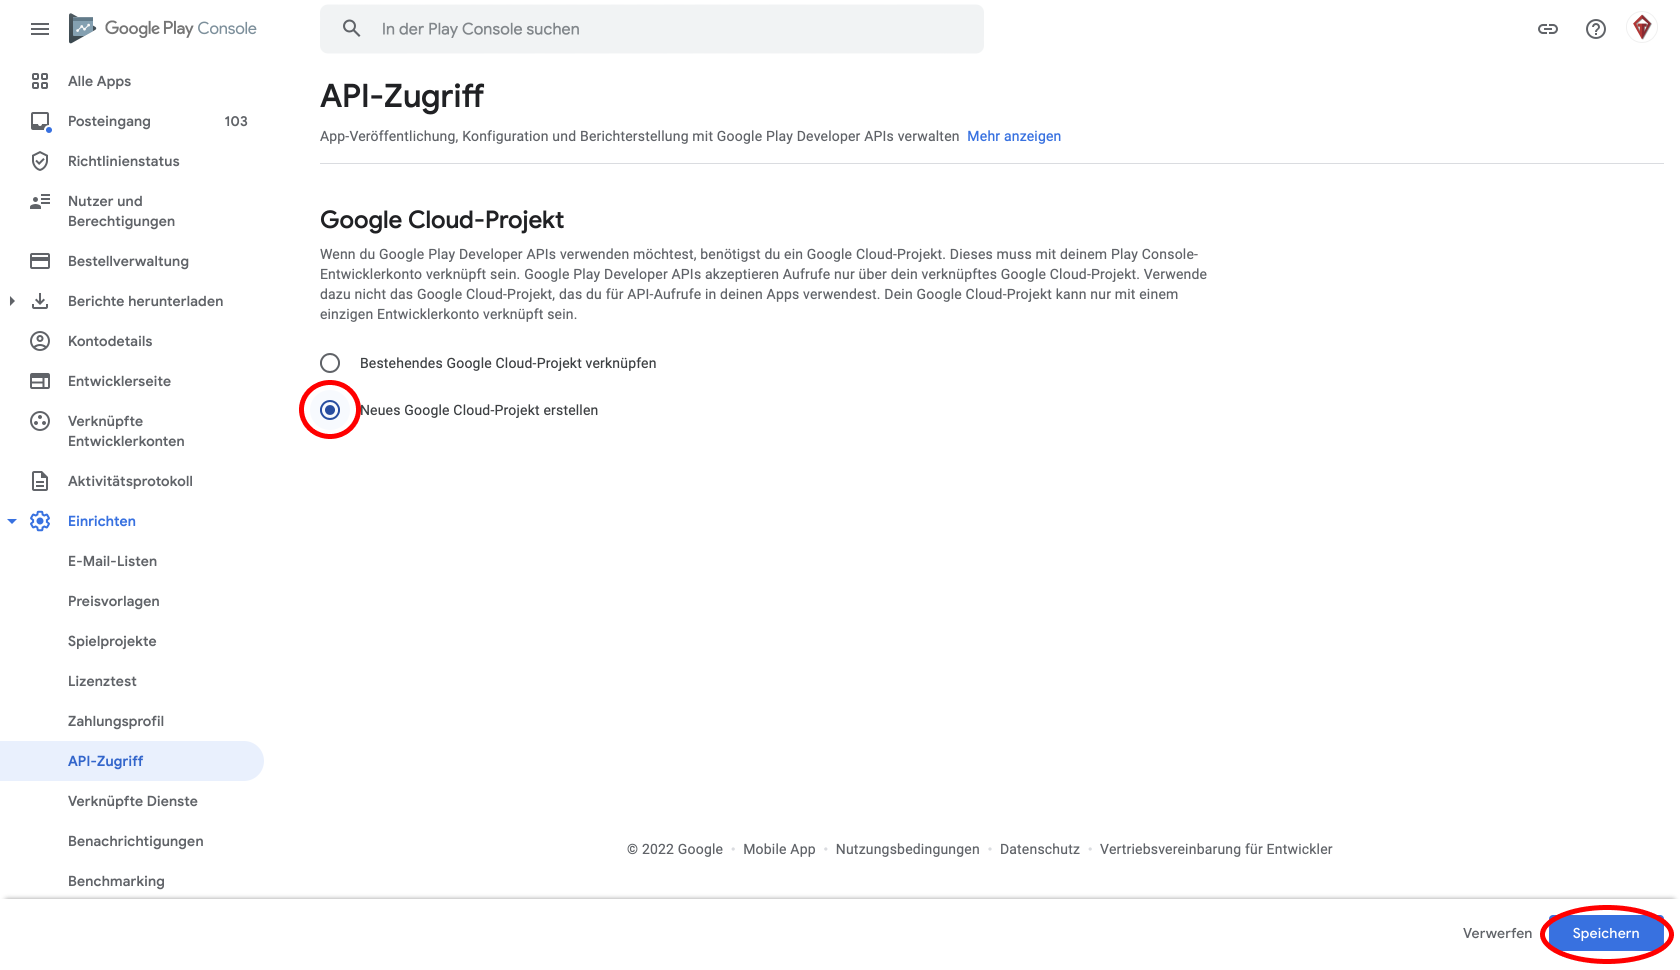 Google Play Console
In der Play Console suchen
Alle Apps
Posteingang 103
Richtlinienstatus
Nutzer und
Berechtigungen
Bestellverwaltung
Berichte herunterladen
Kontodetails
Entwicklerseite
Verknüpfte
Entwicklerkonten
Aktivitätsprotokoll
Einrichten
E-Mail-Listen
Preisvorlagen
Spielprojekte
Lizenztest
Zahlungsprofil
API-Zugriff
Verknüpfte Dienste
Benachrichtigungen
Benchmarking
API-Zugriff
App-Veröffentlichung, Konfiguration und Berichterstellung mit Google Play Developer APIs verwalten Mehr anzeigen
Google Cloud-Projekt
Wenn du Google Play Developer APIs verwenden möchtest, benötigst du ein Google Cloud-Projekt. Dieses muss mit deinem Play Console-
Entwicklerkonto verknüpft sein. Google Play Developer APIs akzeptieren Aufrufe nur über dein verknüpftes Google Cloud-Projekt. Verwende
dazu nicht das Google Cloud-Projekt, das du für API-Aufrufe in deinen Apps verwendest. Dein Google Cloud-Projekt kann nur mit einem
einzigen Entwicklerkonto verknüpft sein.
Bestehendes Google Cloud-Projekt verknüpfen
Neues Google Cloud-Projekt erstellen
© 2022 Google · Mobile App · Nutzungsbedingungen · Datenschutz · Vertriebsvereinbarung für Entwickler
Verwerfen Speichern